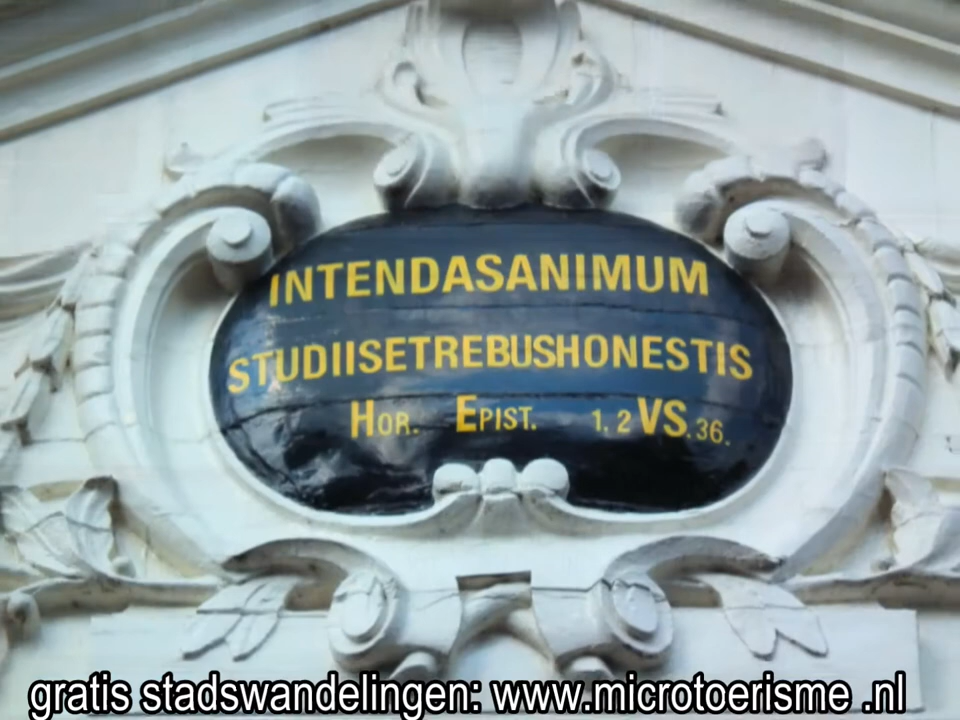 INTENDASANIMUM
STUDIISETREBUSHONESTIS
HOR. EPIST. 1, 2 VS. 36.
gratis stadswandelingen: www.microtoerisme .nl